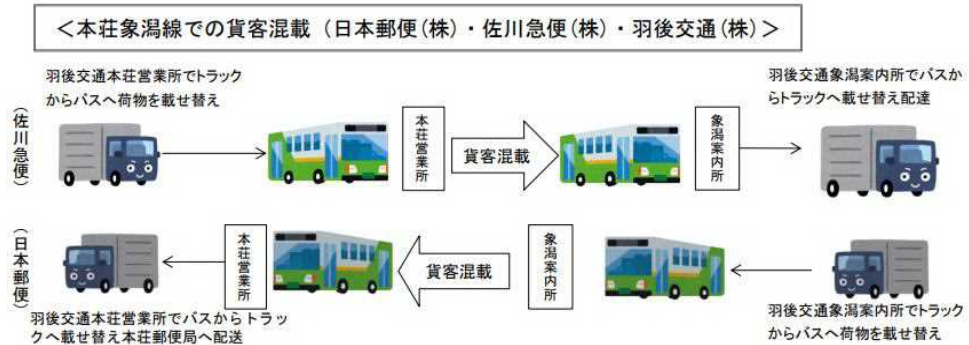 ＜本荘象潟線での貨客混載（日本郵便(株)・佐川急便(株)・羽後交通(株)＞
羽後交通本荘営業所でトラック
からバスへ荷物を載せ替え
羽後交通象潟案内所でバスか
らトラックへ載せ替え配達
（佐川急便）
本荘営業所
貨客混載
象潟案内所
（日本郵便）
本荘営業所
貨客混載
象潟案内所
羽後交通本荘営業所でバスからトラッ
クへ載せ替え本荘郵便局へ配送
羽後交通象潟案内所でトラック
からバスへ荷物を載せ替え